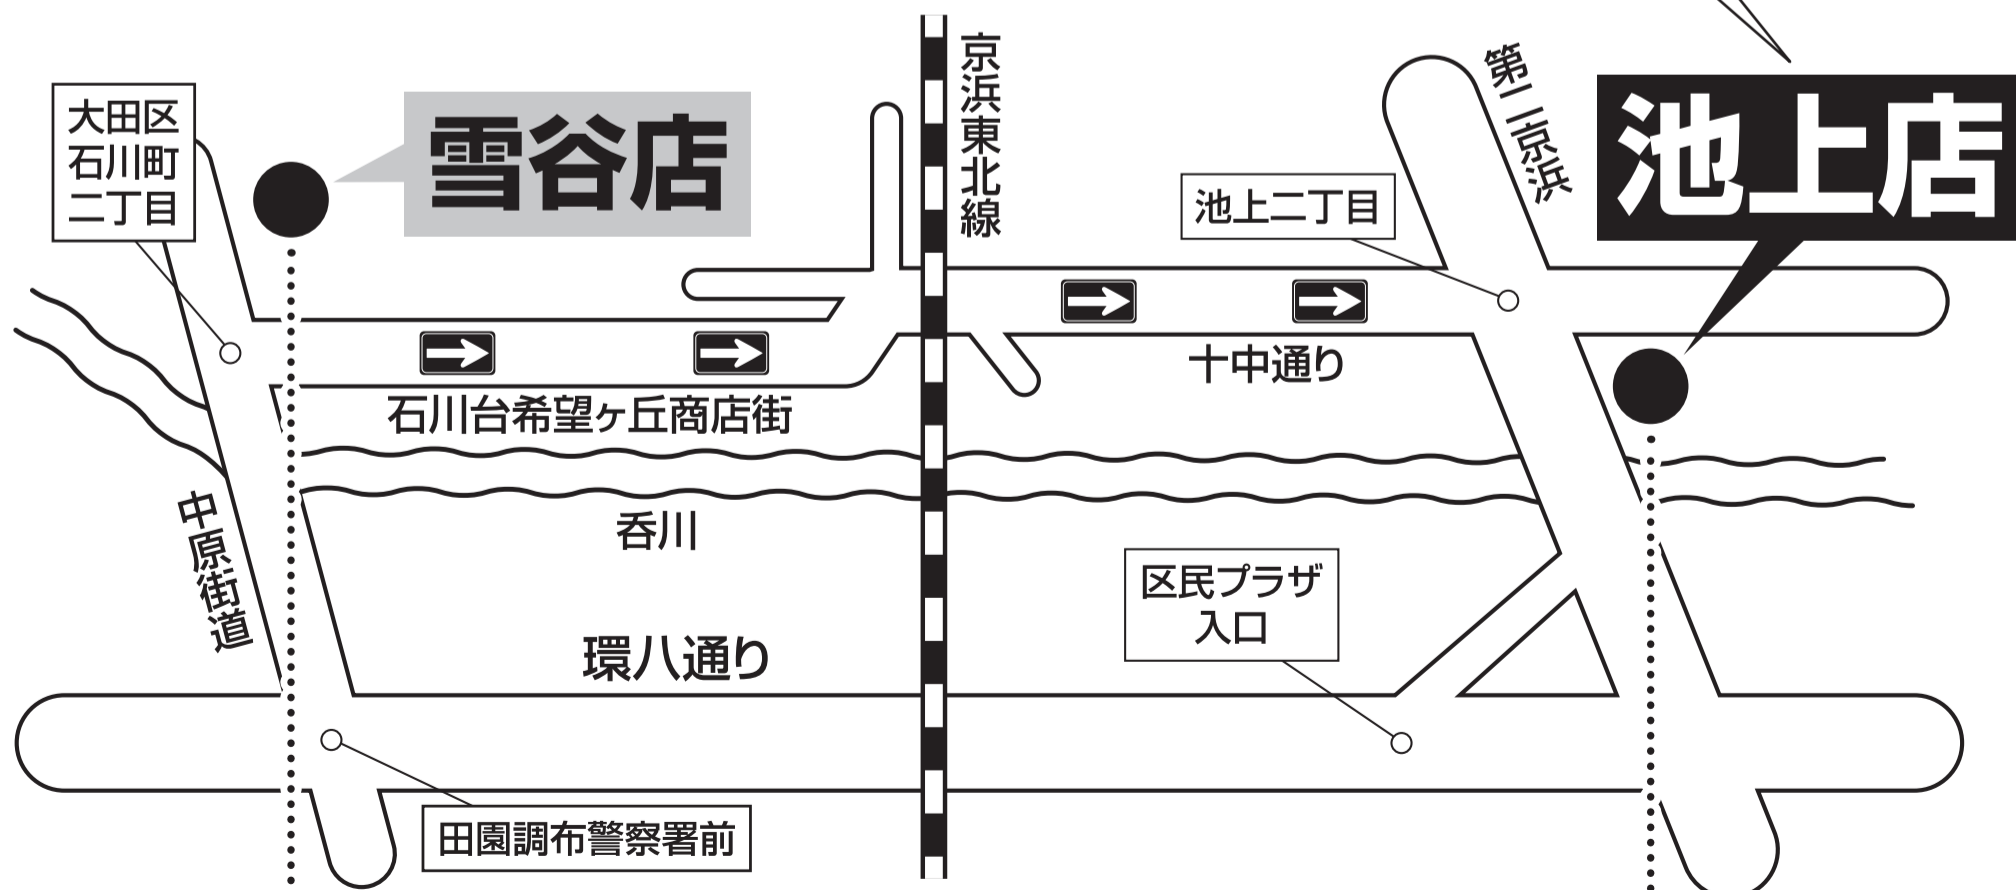 大田区
石川町
二丁目
雪谷店
京浜東北線
第二京浜
池上店
池上二丁目
十中通り
石川台希望ヶ丘商店街
呑川
中原街道
区民プラザ
入口
環八通り
田園調布警察署前